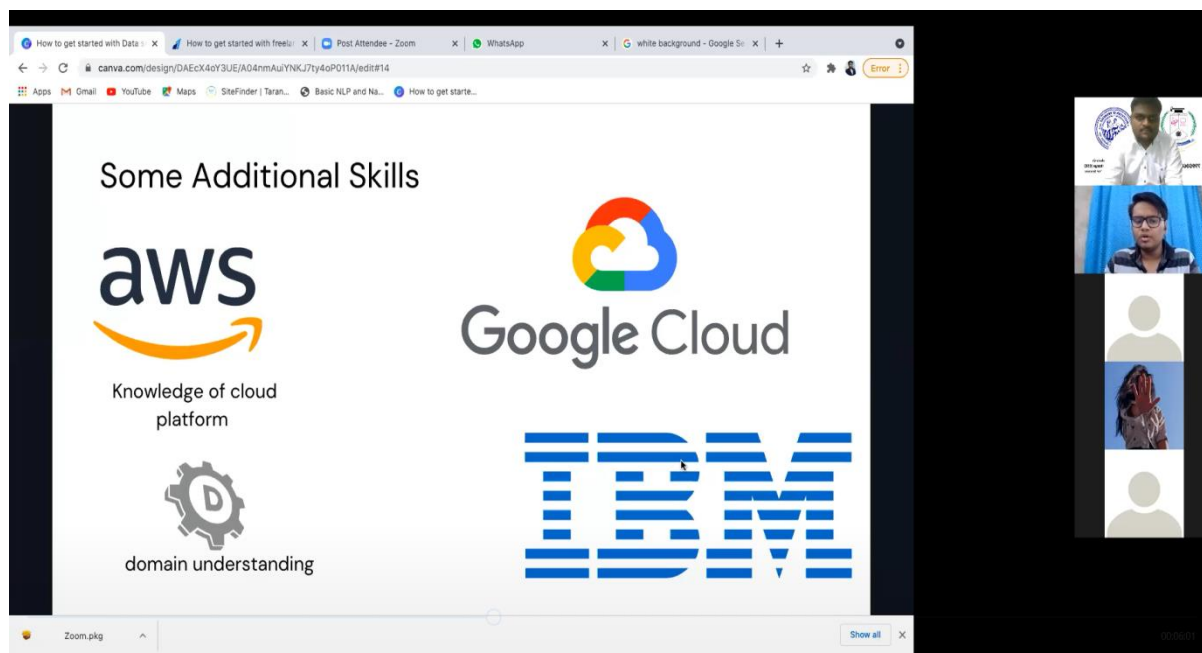 How to get started with Data s
How to get started with freelan
Post Attendee - Zoom
WhatsApp
white background - Google Se
canva.com/design/DAEcX4oY3UE/A04nmAuiYNKJ7ty4oP011A/edit#14
Error
Apps
Gmail
YouTube
Maps
SiteFinder | Taran...
Basic NLP and Na...
How to get starte...
Some Additional Skills
aws
Google Cloud
Knowledge of cloud
platform
IBM
D
domain understanding
Zoom.pkg
Show all
00:06:01